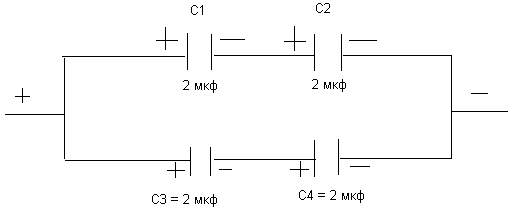 C1
C2
+ — + —
2 мкф
2 мкф
+
—
+ - + —
C3 = 2 мкф
C4 = 2 мкф